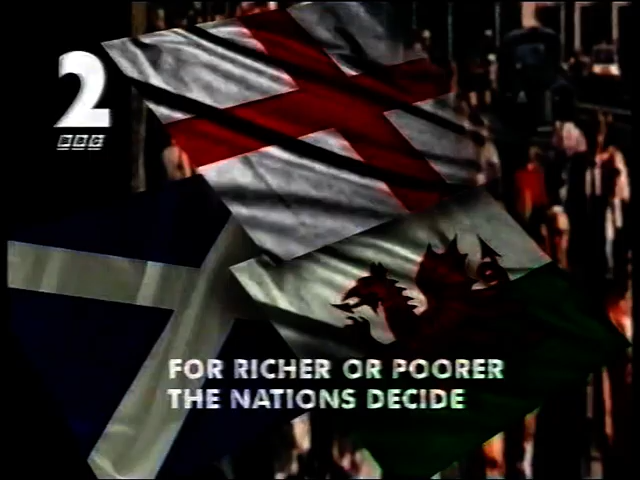 2
BBC
FOR RICHER OR POORER
THE NATIONS DECIDE